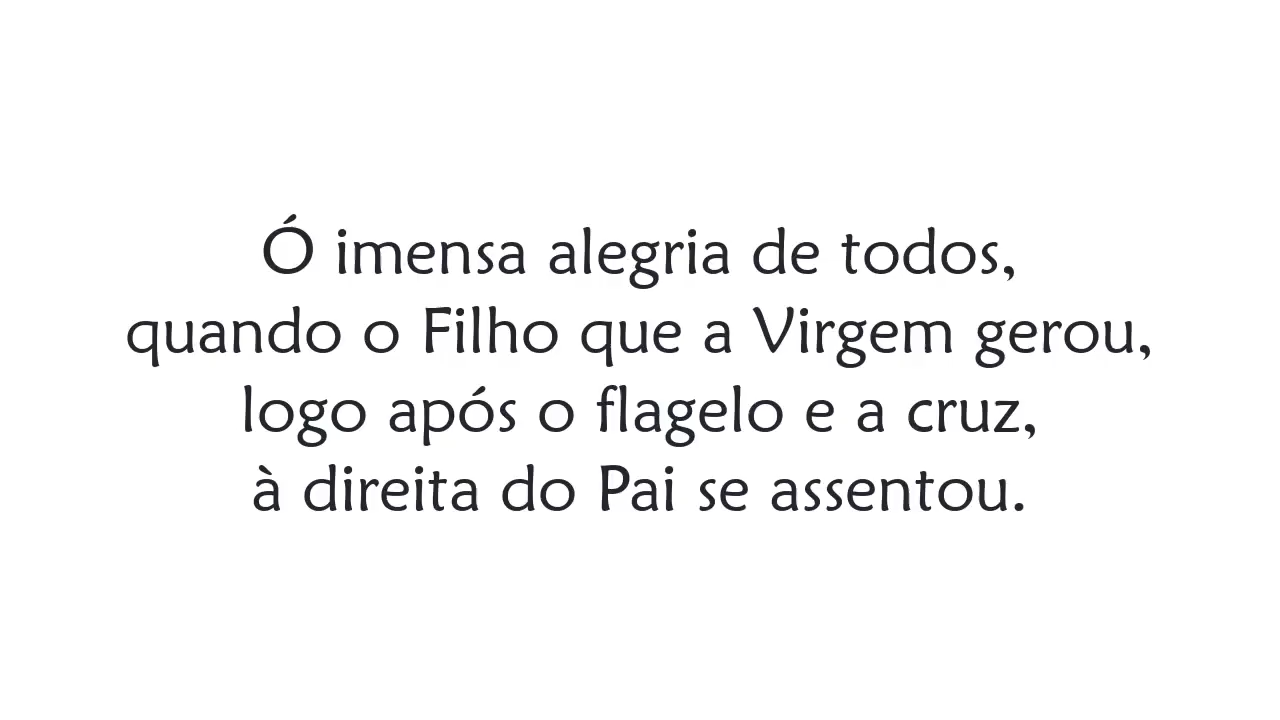 Ó imensa alegria de todos,
quando o Filho que a Virgem gerou,
logo após o flagelo e a cruz,
à direita do Pai se assentou.